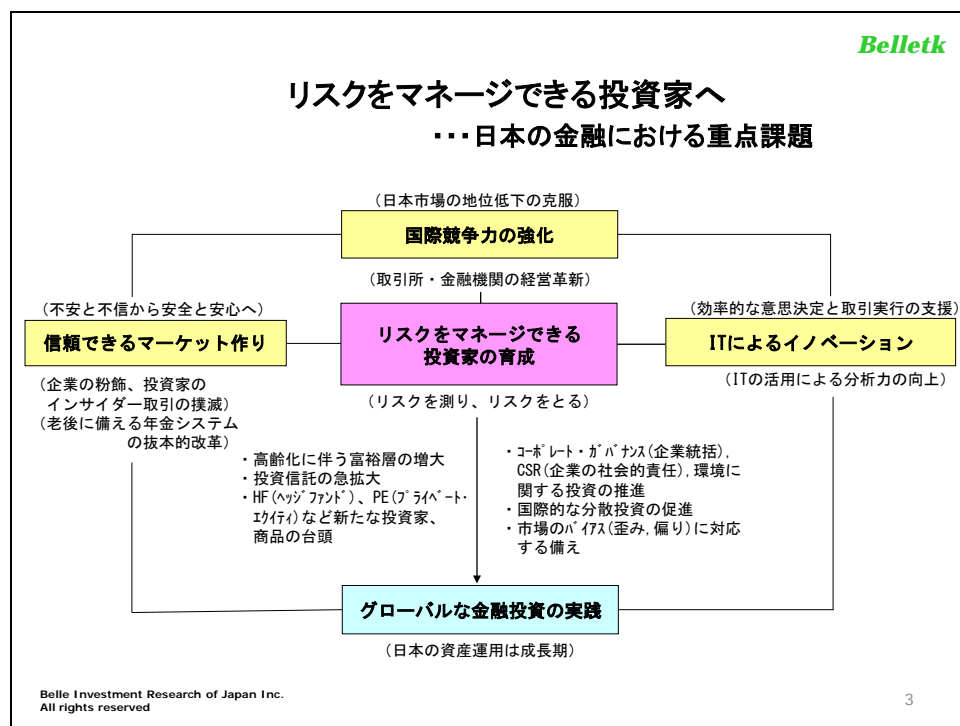 Belletk
リスクをマネージできる投資家へ
・・・日本の金融における重点課題
（日本市場の地位低下の克服）
国際競争力の強化
（取引所・金融機関の経営革新）
（不安と不信から安全と安心へ）
信頼できるマーケット作り
（企業の粉飾、投資家の
インサイダー取引の撲滅）
（老後に備える年金システム
の抜本的改革）
リスクをマネージできる
投資家の育成
（リスクを測り、リスクをとる）
（効率的な意思決定と取引実行の支援）
ITによるイノベーション
（ITの活用による分析力の向上）
・高齢化に伴う富裕層の増大
・投資信託の急拡大
・HF(ﾍｯｼﾞﾌｧﾝﾄﾞ)、PE(ﾌﾟﾗｲﾍﾞｰﾄ･
ｴｸｲﾃｨ)など新たな投資家、
商品の台頭
・ｺｰﾎﾟﾚｰﾄ・ｶﾞﾊﾞﾅﾝｽ(企業統括),
CSR(企業の社会的責任),環境に
関する投資の推進
・国際的な分散投資の促進
・市場のﾊﾞｲｱｽ(歪み,偏り)に対応
する備え
グローバルな金融投資の実践
（日本の資産運用は成長期）
Belle Investment Research of Japan Inc.
All rights reserved
3